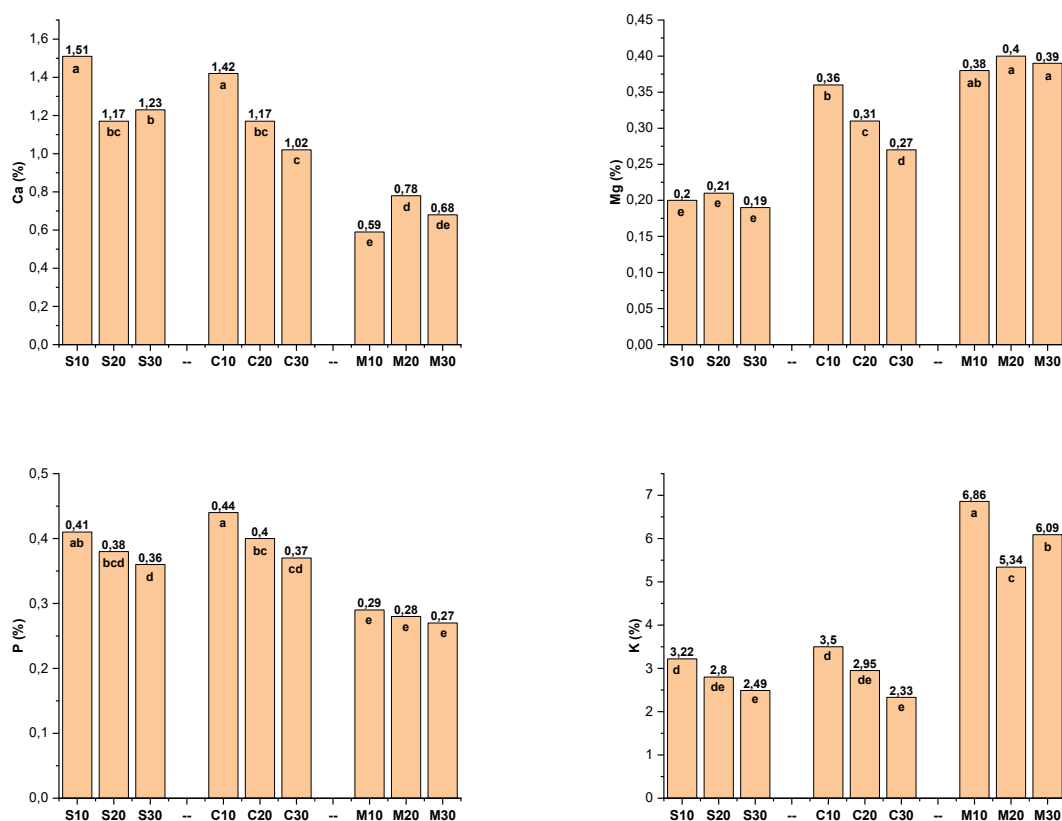 1,6
1,4
1,2
1,0
0,8
0,6
0,4
0,2
0,0
Ca (%)
1,51
a
1,17
bc
1,23
b
1,42
a
1,17
bc
1,02
c
0,59
e
0,78
d
0,68
de
S10 S20 S30 -- C10 C20 C30 -- M10 M20 M30
0,45
0,40
0,35
0,30
0,25
0,20
0,15
0,10
0,05
0,00
Mg (%)
0,2
e
0,21
e
0,19
e
0,36
b
0,31
c
0,27
d
0,38
ab
0,4
a
0,39
a
S10 S20 S30 -- C10 C20 C30 -- M10 M20 M30
0,5
0,4
0,3
0,2
0,1
0,0
P (%)
0,41
ab
0,38
bcd
0,36
d
0,44
a
0,4
bc
0,37
cd
0,29
e
0,28
e
0,27
e
S10 S20 S30 -- C10 C20 C30 -- M10 M20 M30
7
6
5
4
3
2
1
0
K (%)
3,22
d
2,8
de
2,49
e
3,5
d
2,95
de
2,33
e
6,86
a
5,34
c
6,09
b
S10 S20 S30 -- C10 C20 C30 -- M10 M20 M30